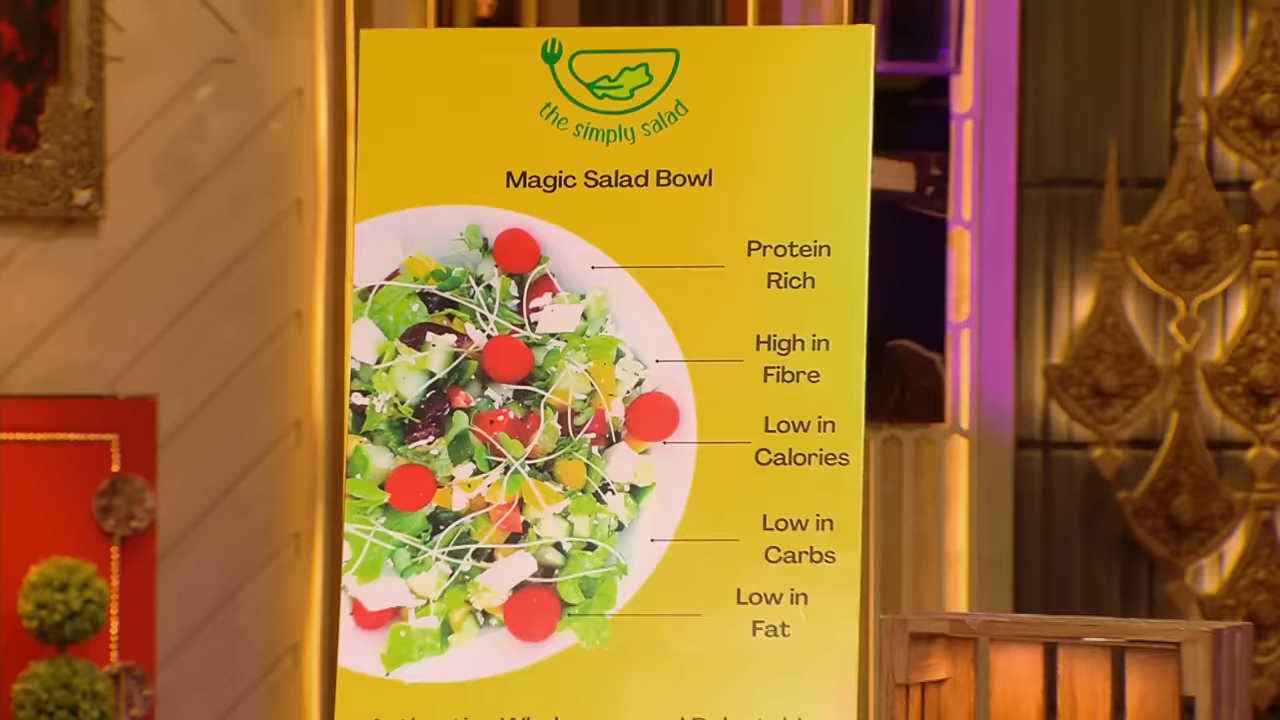 the simply salad
Magic Salad Bowl
Protein
Rich
High in
Fibre
Low in
Calories
Low in
Carbs
Low in
Fat